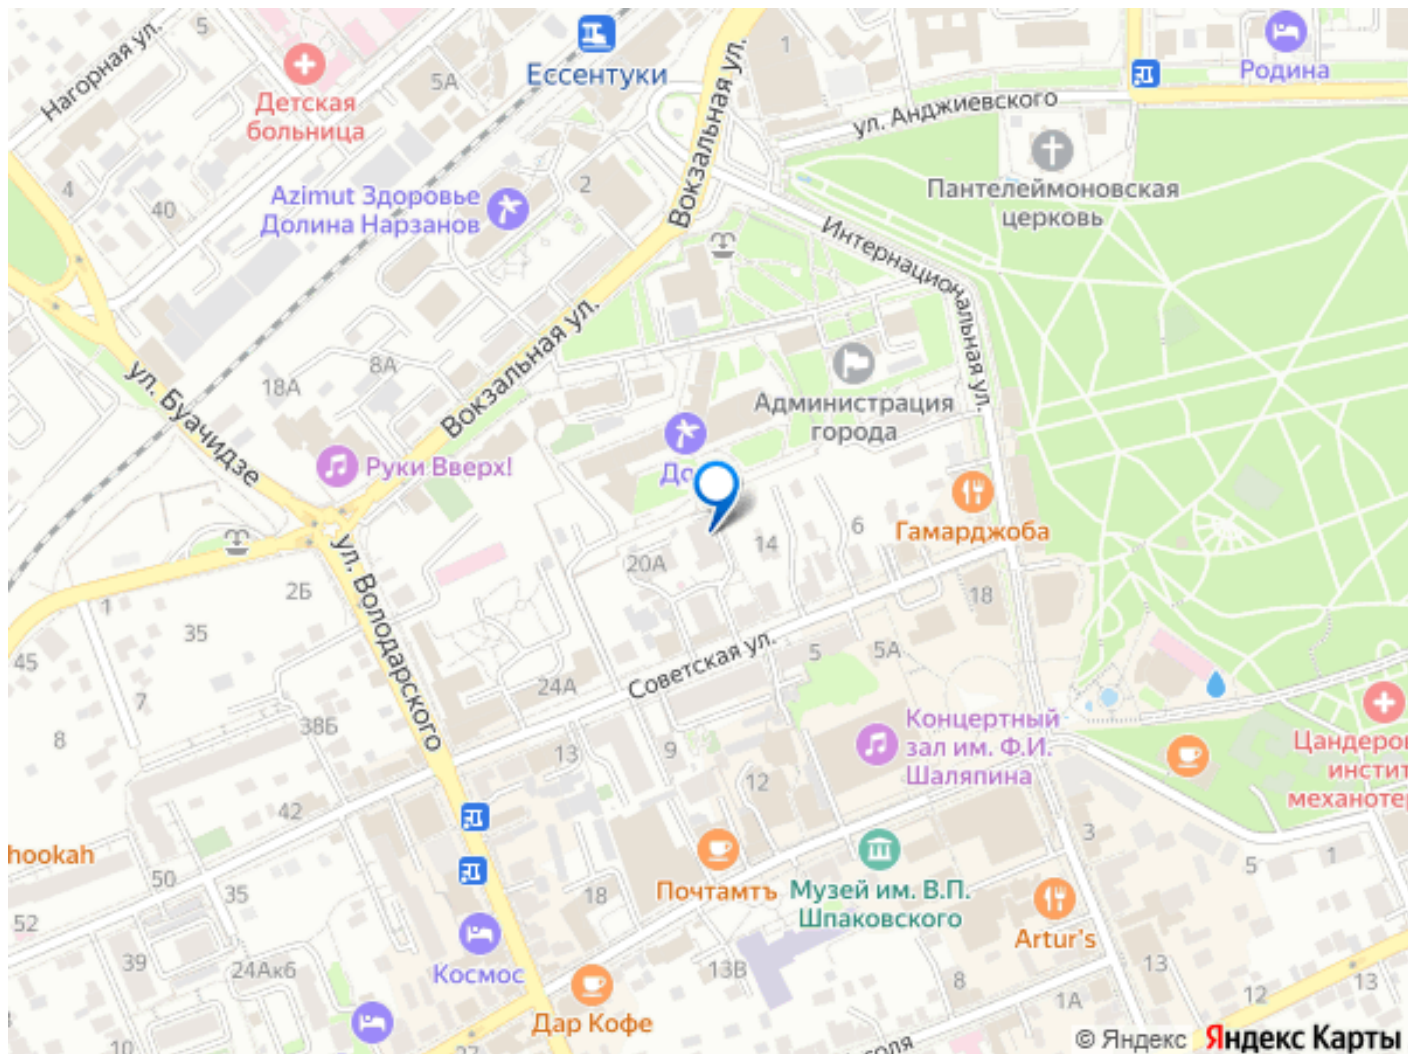 Нагорная ул.
5
Детская
больница
5А
Ессентуки
1
Вокзальная ул.
ул. Анджиевского
Родина
Пантелеймоновская
церковь
4
40
Azimut Здоровье
Долина Нарзанов
2
Интернациональная ул.
ул. Буачидзе
18А
8А
Вокзальная ул.
Руки Вверх!
Администрация
города
Гамарджоба
20А
14
6
18
2Б
ул. Володарского
1
35
45
7
8
38Б
24А
Советская ул.
5
5А
Концертный
зал им. Ф.И.
Шаляпина
13
9
12
42
3
5
1
hookah
50
35
52
18
Почтамтъ
Музей им. В.П.
Шпаковского
Artur's
39
24Ак6
Космос
13В
8
13
1А
12
13
Дар Кофе
10
© Яндекс Яндекс Карты